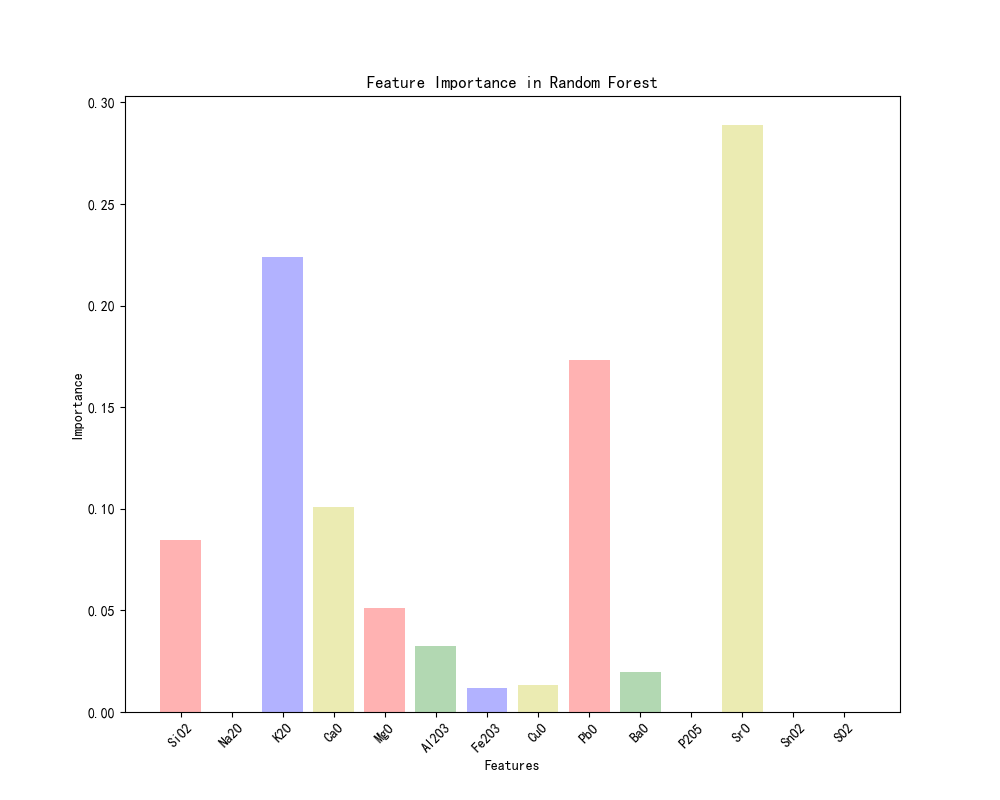 Feature Importance in Random Forest
0.30
0.25
0.20
0.15
0.10
0.05
0.00
Importance
SiO2
Na2O
K2O
CaO
MgO
Al2O3
Fe2O3
CuO
PbO
BaO
P2O5
SrO
SnO2
SO2
Features